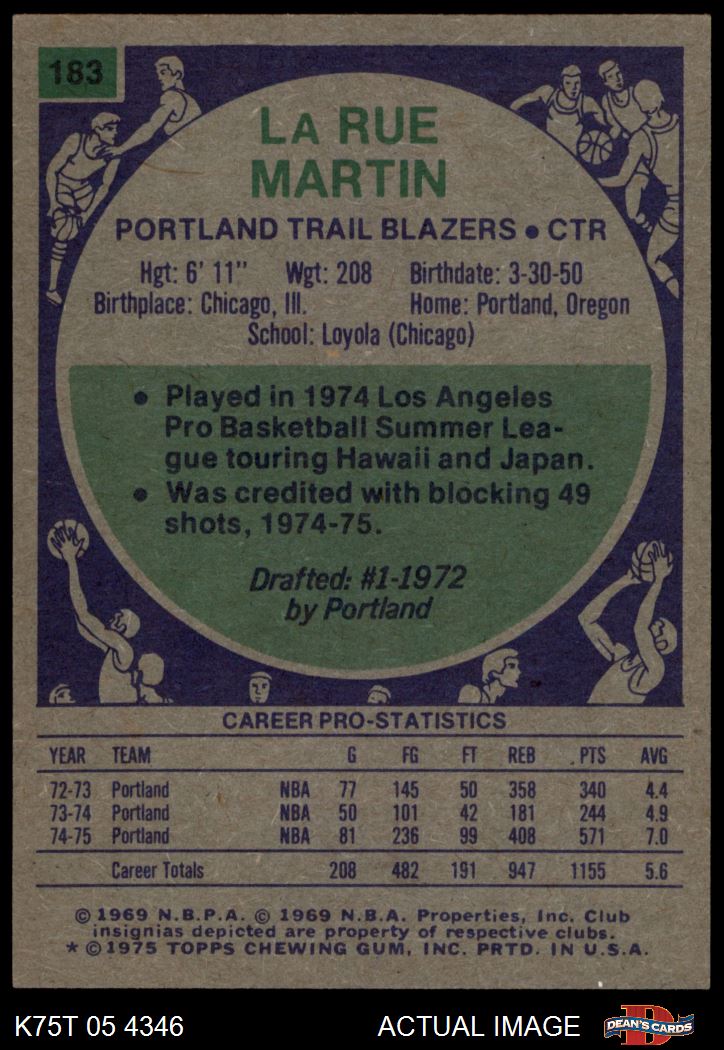 183
LA RUE
MARTIN
PORTLAND TRAIL BLAZERS • CTR
Hgt: 6' 11" Wgt: 208 Birthdate: 3-30-50
Birthplace: Chicago, Ill. Home: Portland, Oregon
School: Loyola (Chicago)
• Played in 1974 Los Angeles
Pro Basketball Summer Lea-
gue touring Hawaii and Japan.
• Was credited with blocking 49
shots, 1974-75.
Drafted: #1-1972
by Portland
CAREER PRO-STATISTICS
YEAR TEAM G FG FT REB PTS AVG
72-73 Portland NBA 77 145 50 358 340 4.4
73-74 Portland NBA 50 101 42 181 244 4.9
74-75 Portland NBA 81 236 99 408 571 7.0
Career Totals 208 482 191 947 1155 5.6
© 1969 N.B.P.A. © 1969 N.B.A. Properties, Inc. Club
insignias depicted are property of respective clubs.
* © 1975 TOPPS CHEWING GUM, INC. PRTD. IN U.S.A.
K75T 05 4346 ACTUAL IMAGE
D
DEAN'S CARDS